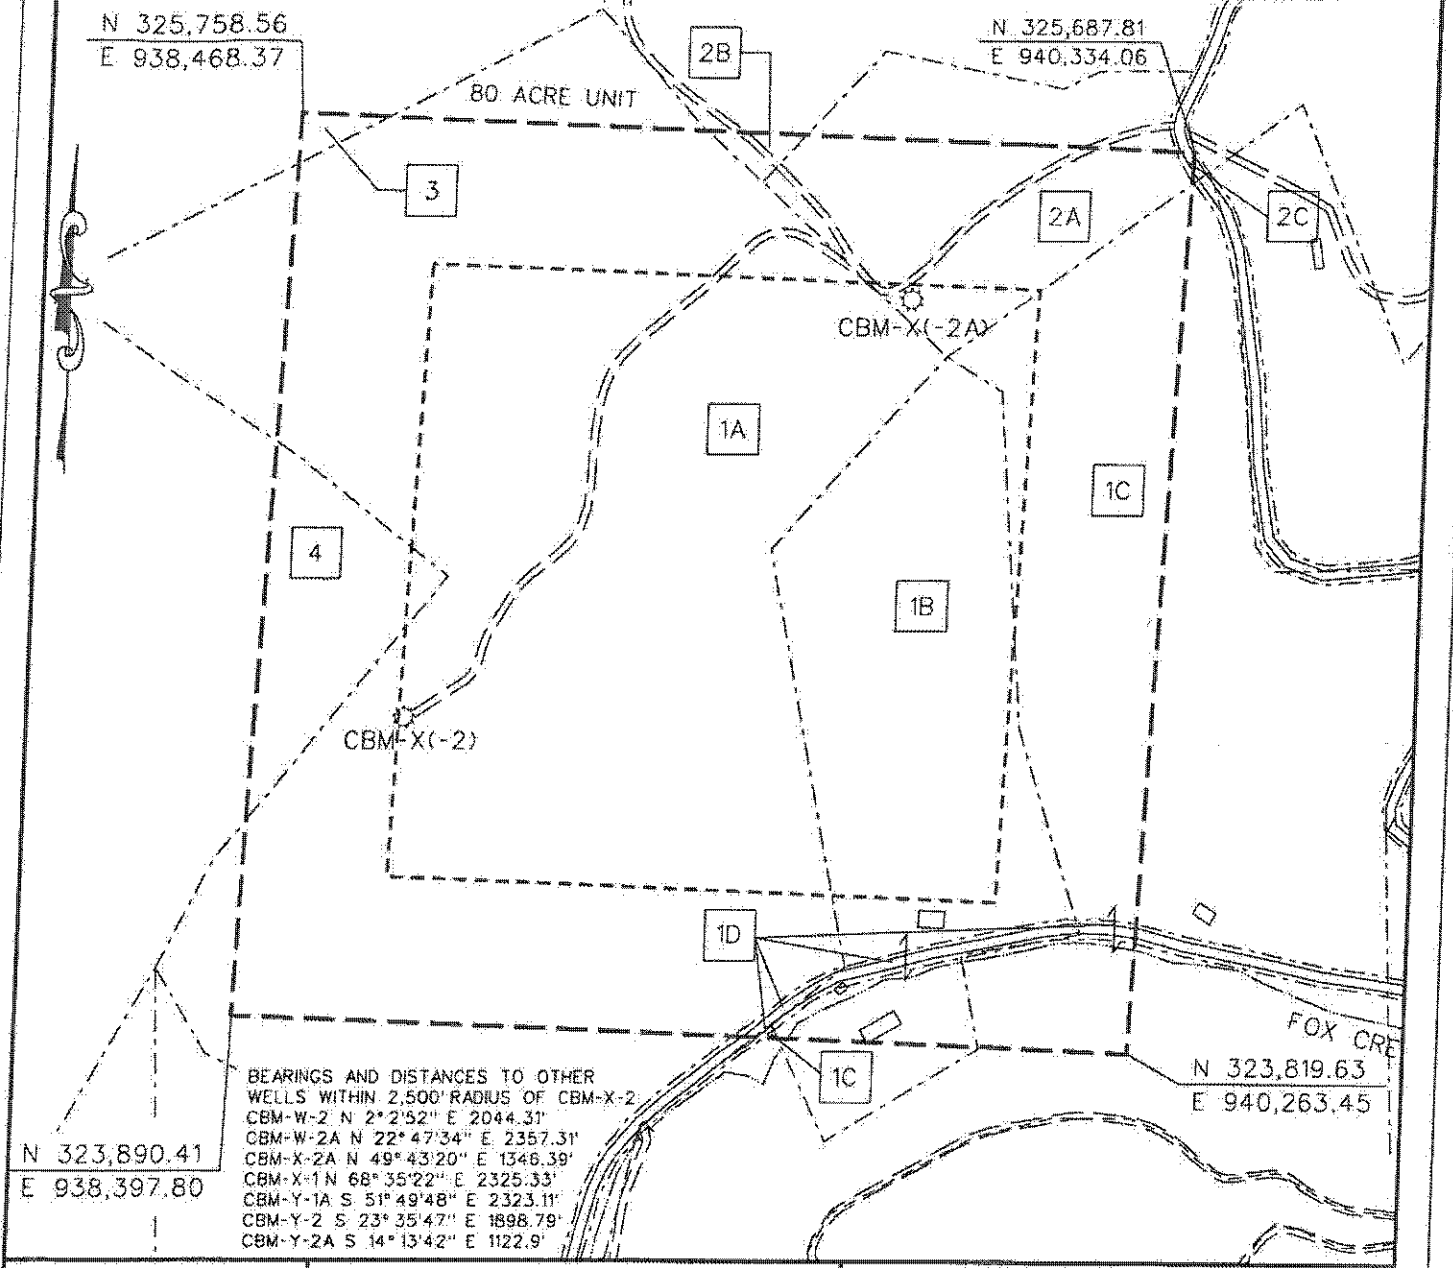 N 325,758.56
E 938,468.37
2B
N 325,687.81
E 940,334.06
80 ACRE UNIT
3
2A
2C
CBM-X(-2A)
1A
1C
4
1B
CBM-X(-2)
1D
FOX CRE
1C
N 323,819.63
E 940,263.45
BEARINGS AND DISTANCES TO OTHER
WELLS WITHIN 2,500' RADIUS OF CBM-X-2
CBM-W-2 N 2°2'52" E 2044.31'
CBM-W-2A N 22°47'34" E 2357.31'
CBM-X-2A N 49°43'20" E 1346.39'
CBM-X-1 N 68°35'22" E 2325.33'
CBM-Y-1A S 51°49'48" E 2323.11'
CBM-Y-2 S 23°35'47" E 1898.79'
CBM-Y-2A S 14°13'42" E 1122.9'
N 323,890.41
E 938,397.80